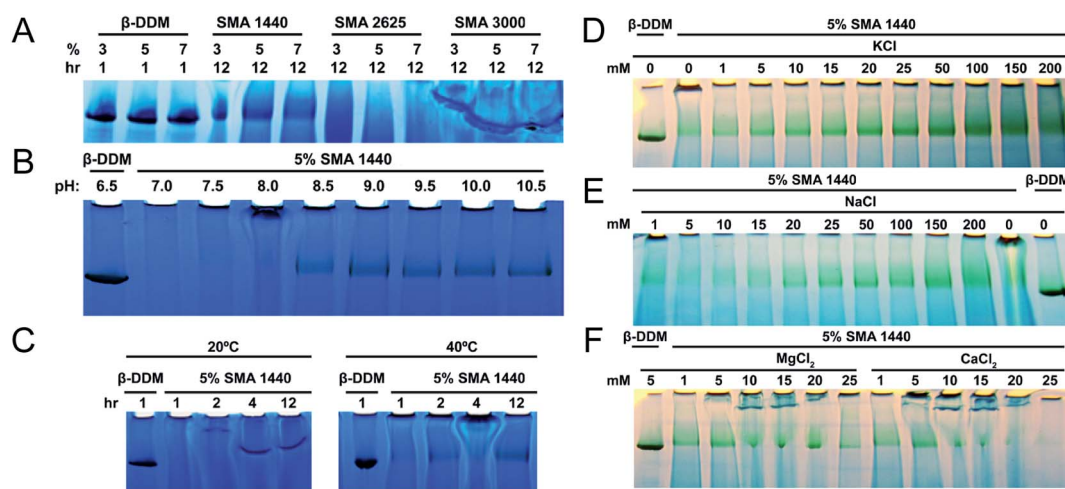 A
β-DDM SMA 1440 SMA 2625 SMA 3000
% 3 5 7 3 5 7 3 5 7 3 5 7
hr 1 1 1 12 12 12 12 12 12 12 12 12
B
β-DDM 5% SMA 1440
pH: 6.5 7.0 7.5 8.0 8.5 9.0 9.5 10.0 10.5
C
20ºC
β-DDM 5% SMA 1440
hr 1 1 2 4 12
40ºC
β-DDM 5% SMA 1440
1 1 2 4 12
D
β-DDM 5% SMA 1440
KCl
mM 0 0 1 5 10 15 20 25 50 100 150 200
E
5% SMA 1440 β-DDM
NaCl
mM 1 5 10 15 20 25 50 100 150 200 0 0
F
β-DDM 5% SMA 1440
MgCl₂ CaCl₂
mM 5 1 5 10 15 20 25 1 5 10 15 20 25